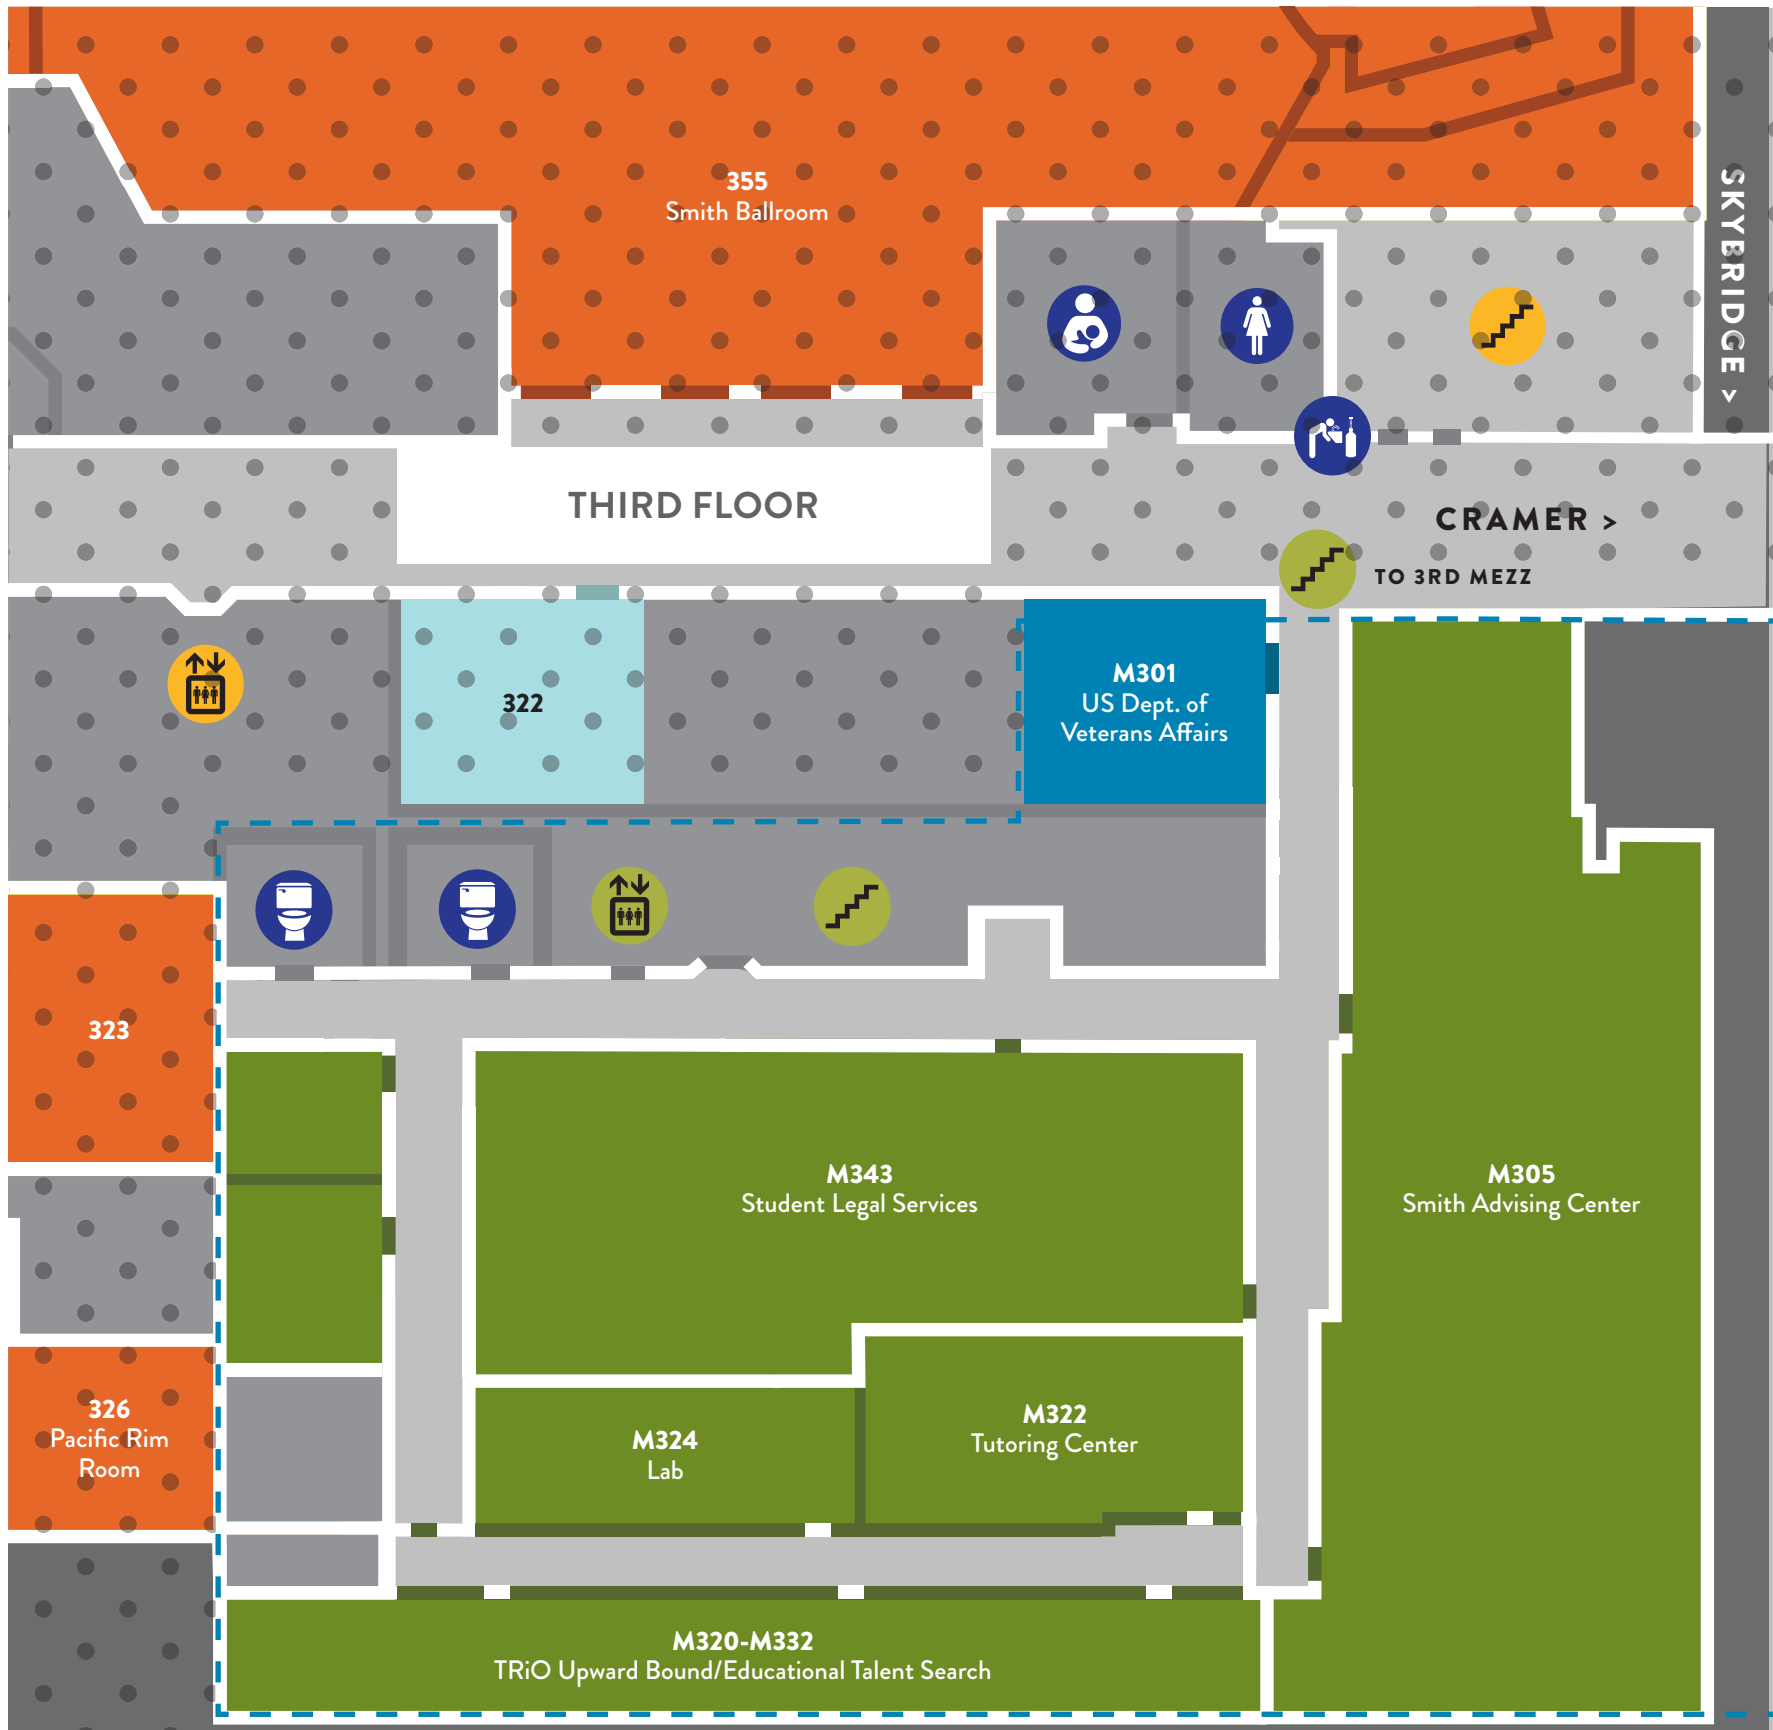 355
Smith Ballroom
SKYBRIDGE >
THIRD FLOOR
CRAMER >
TO 3RD MEZZ
322
M301
US Dept. of
Veterans Affairs
323
M343
Student Legal Services
M305
Smith Advising Center
326
Pacific Rim
Room
M324
Lab
M322
Tutoring Center
M320-M332
TRiO Upward Bound/Educational Talent Search